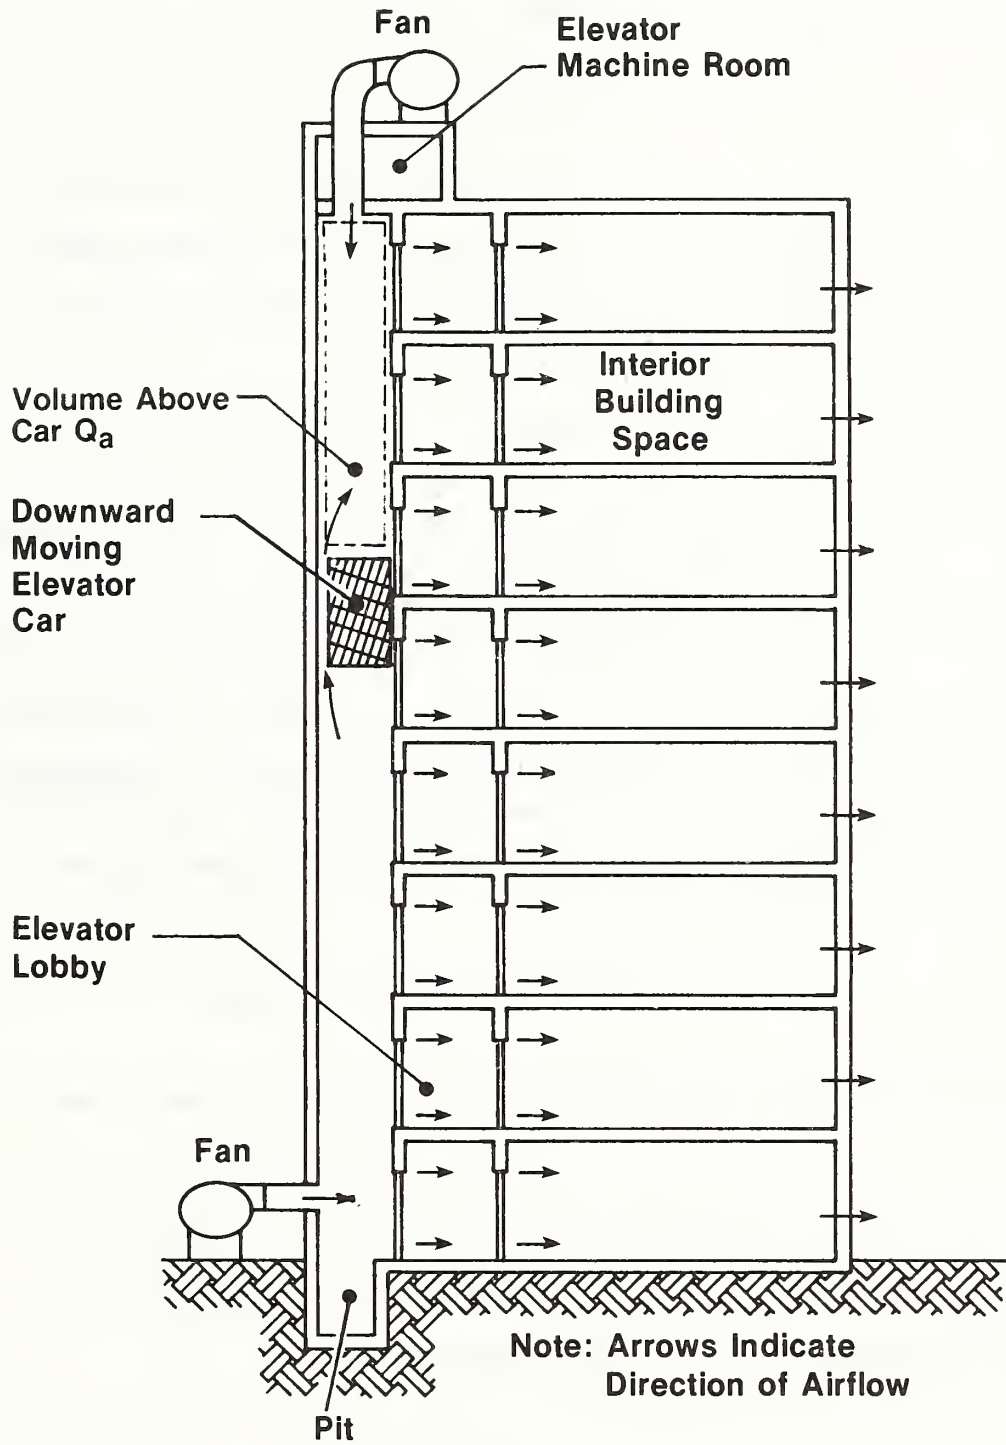 Fan
Elevator
Machine Room
Interior
Building
Space
Volume Above
Car Qa
Downward
Moving
Elevator
Car
Elevator
Lobby
Fan
Note: Arrows Indicate
Direction of Airflow
Pit